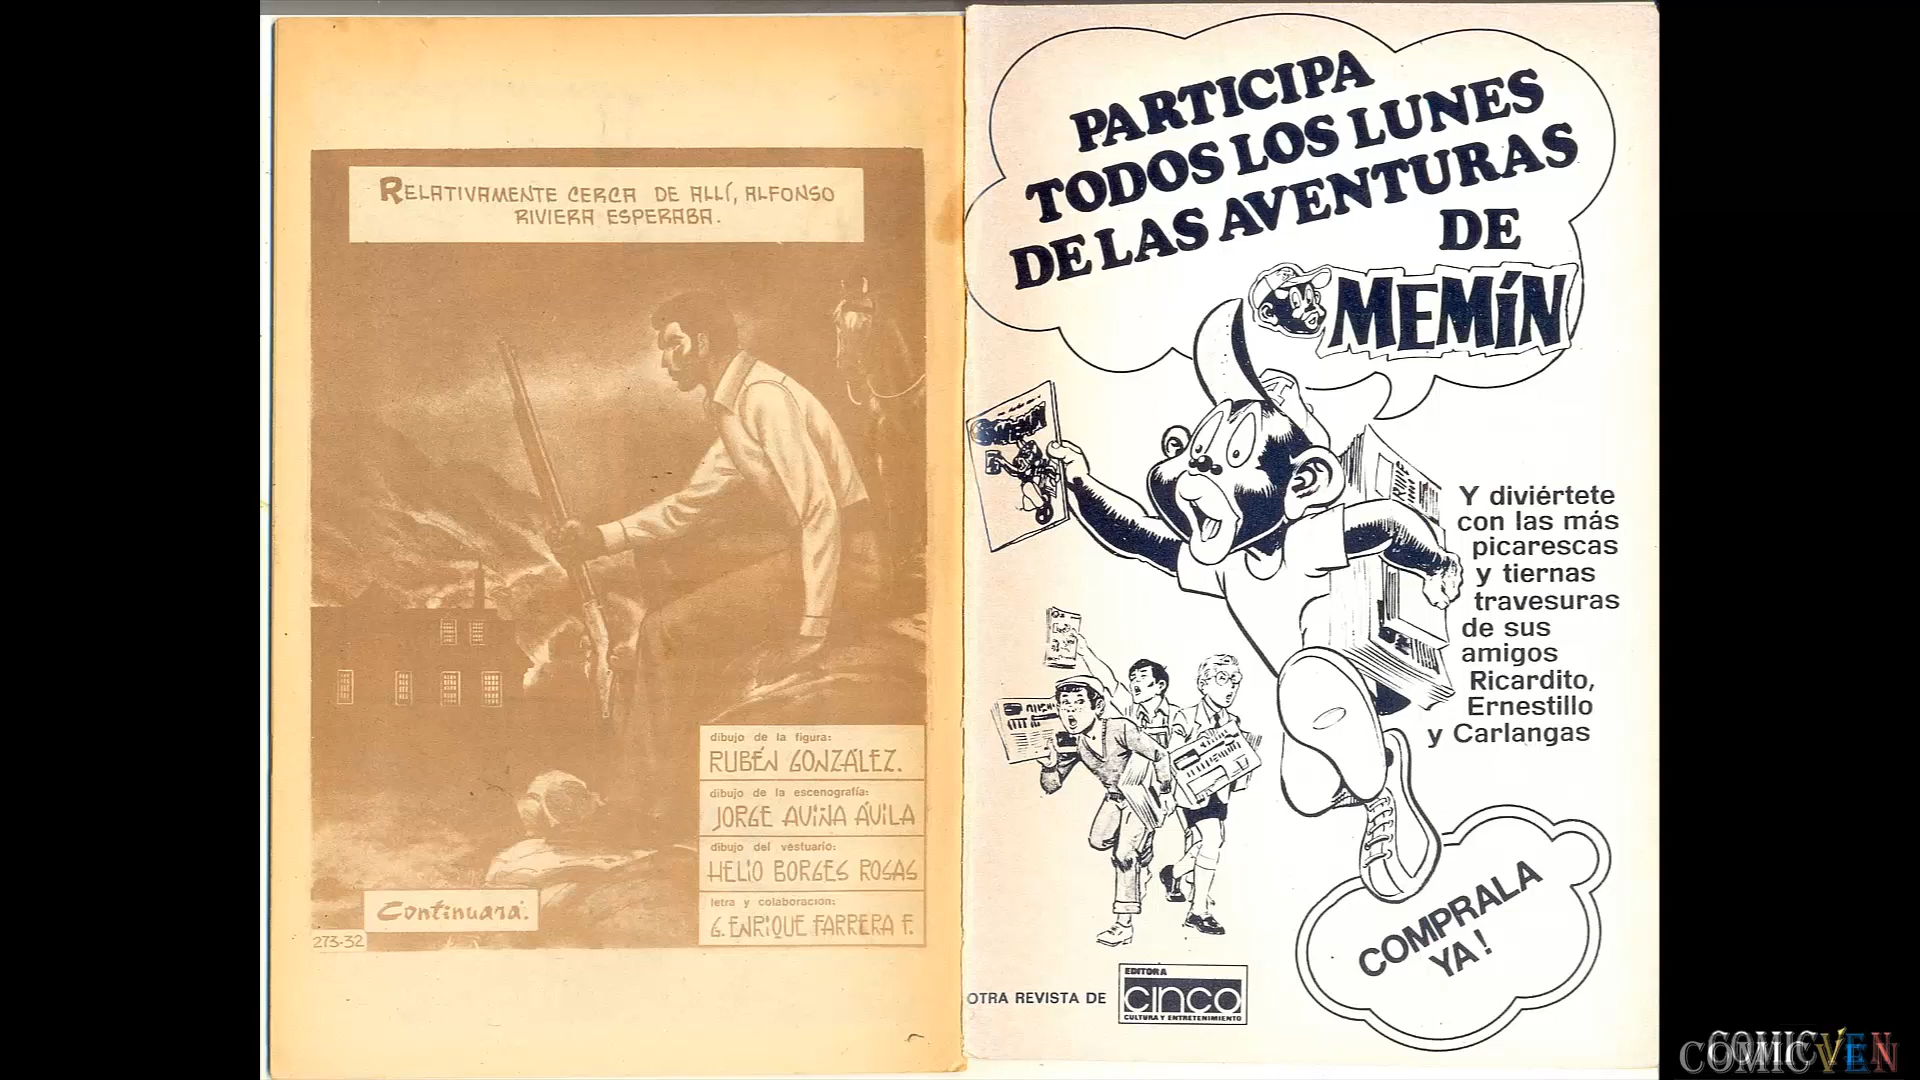 RELATIVAMENTE CERCA DE ALLÍ, ALFONSO
RIVIERA ESPERABA.
dibujo de la figura:
RUBÉN GONZÁLEZ.
dibujo de la escenografía:
JORGE AVIÑA ÁVILA
dibujo del vestuario:
HELIO BORGES ROSAS
letra y colaboración:
G. ENRIQUE FARRERA F.
Continuará.
273-32
PARTICIPA
TODOS LOS LUNES
DE LAS AVENTURAS
DE
MEMÍN
MEMÍN
Y diviértete
con las más
picarescas
y tiernas
travesuras
de sus
amigos
Ricardito,
Ernestillo
y Carlangas
COMPRALA
YA!
OTRA REVISTA DE
EDITORA
CINCO
CULTURA Y ENTRETENIMIENTO
COMICVEN
COMICVEN